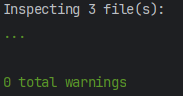 Inspecting 3 file(s):
...
0 total warnings